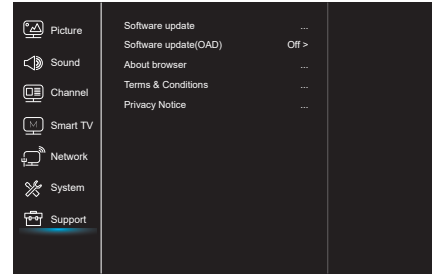 Picture
Sound
Channel
M
Smart TV
Network
System
Support
Software update ...
Software update(OAD) Off >
About browser ...
Terms & Conditions ...
Privacy Notice ...